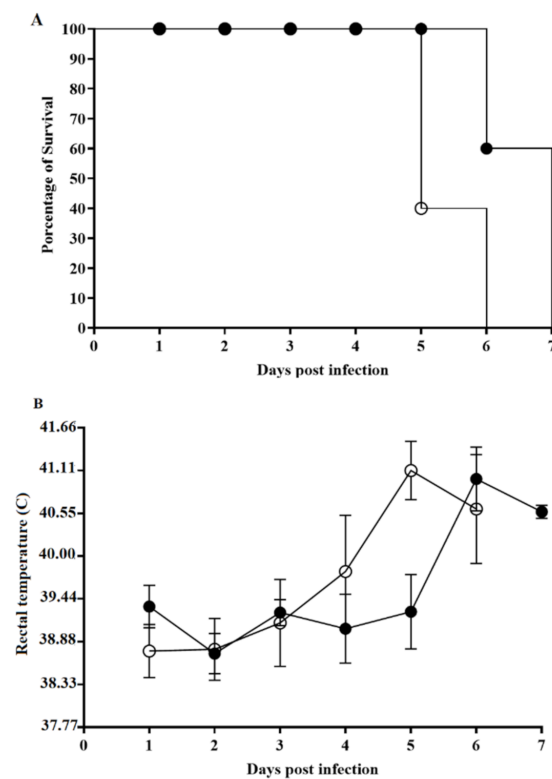 A
100
90
80
70
60
50
40
30
20
10
0
Porcentage of Survival
0 1 2 3 4 5 6 7
Days post infection
B
41.66
41.11
40.55
40.00
39.44
38.88
38.33
37.77
Rectal temperature (C)
0 1 2 3 4 5 6 7
Days post infection